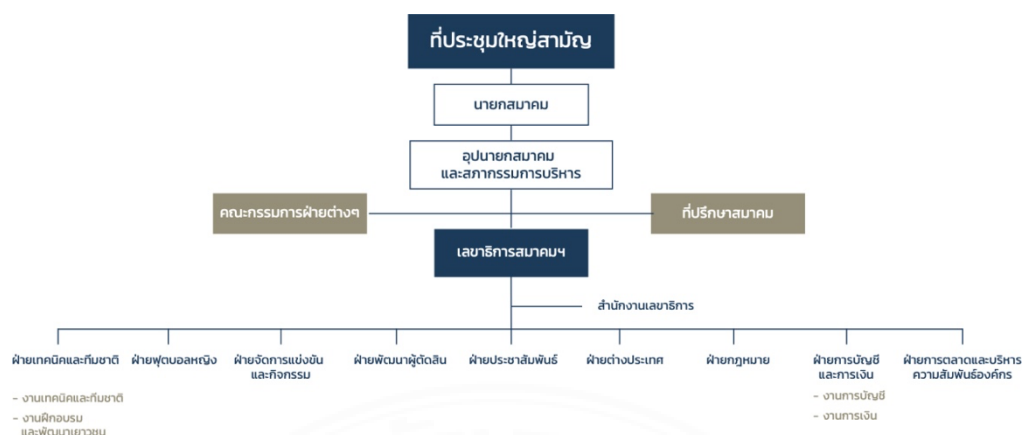 ที่ประชุมใหญ่สามัญ
นายกสมาคม
อุปนายกสมาคม
และสภากรรมการบริหาร
คณะกรรมการฝ่ายต่างๆ
ที่ปรึกษาสมาคม
เลขาธิการสมาคมฯ
สำนักงานเลขาธิการ
ฝ่ายเทคนิคและทีมชาติ
- งานเทคนิคและทีมชาติ
- งานฝึกอบรม
และพัฒนาเยาวชน
ฝ่ายฟุตบอลหญิง
ฝ่ายจัดการแข่งขัน
และกิจกรรม
ฝ่ายพัฒนาผู้ตัดสิน
ฝ่ายประชาสัมพันธ์
ฝ่ายต่างประเทศ
ฝ่ายกฎหมาย
ฝ่ายการบัญชี
และการเงิน
- งานการบัญชี
- งานการเงิน
ฝ่ายการตลาดและบริหาร
ความสัมพันธ์องค์กร